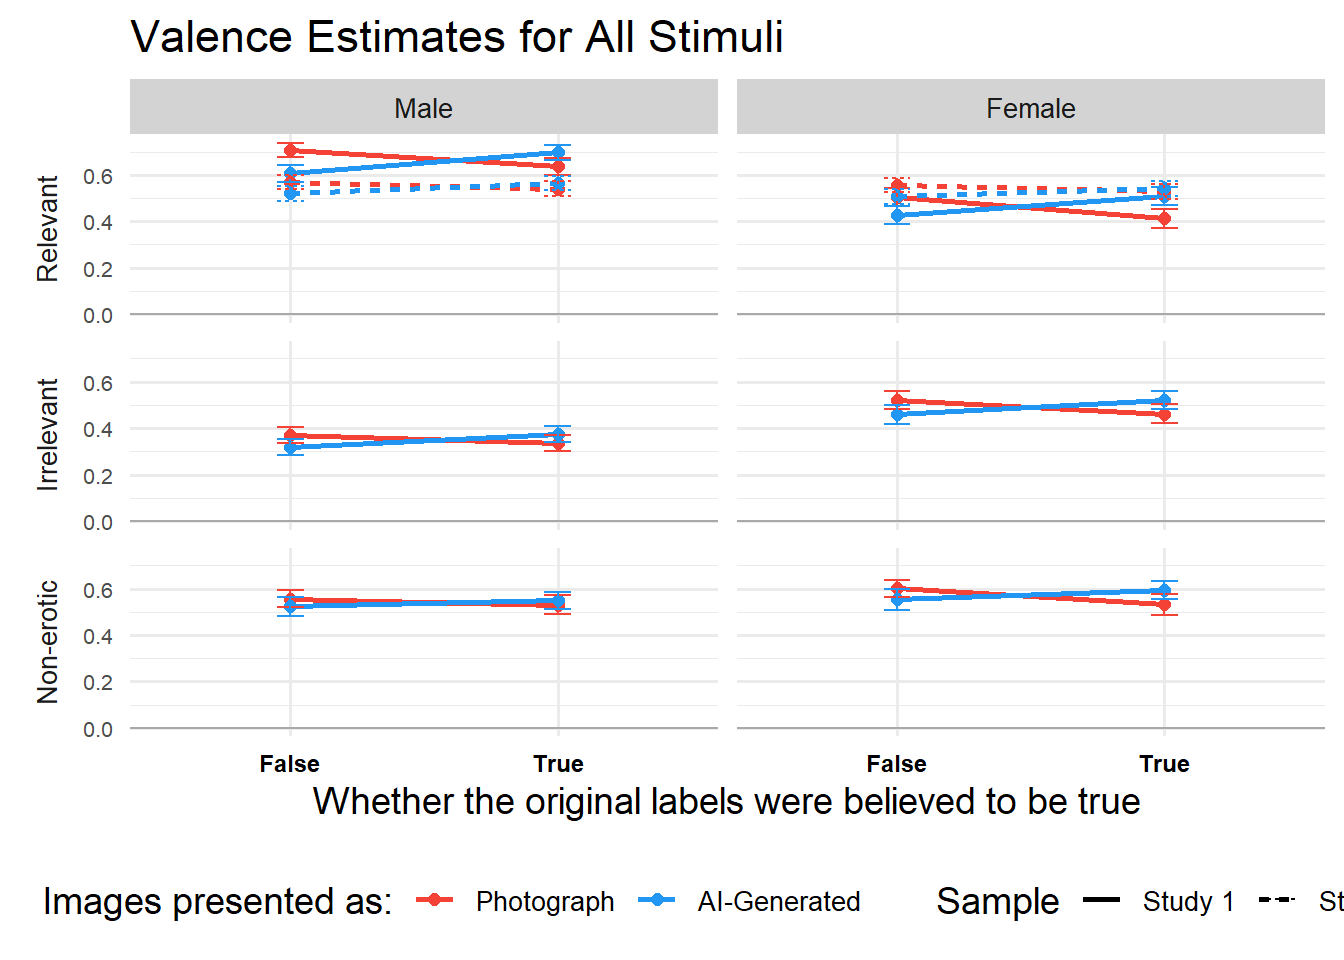 Valence Estimates for All Stimuli
Male Female
Relevant
0.6
0.4
0.2
0.0
Irrelevant
0.6
0.4
0.2
0.0
Non-erotic
0.6
0.4
0.2
0.0
False True False True
Whether the original labels were believed to be true
Images presented as: Photograph AI-Generated Sample Study 1